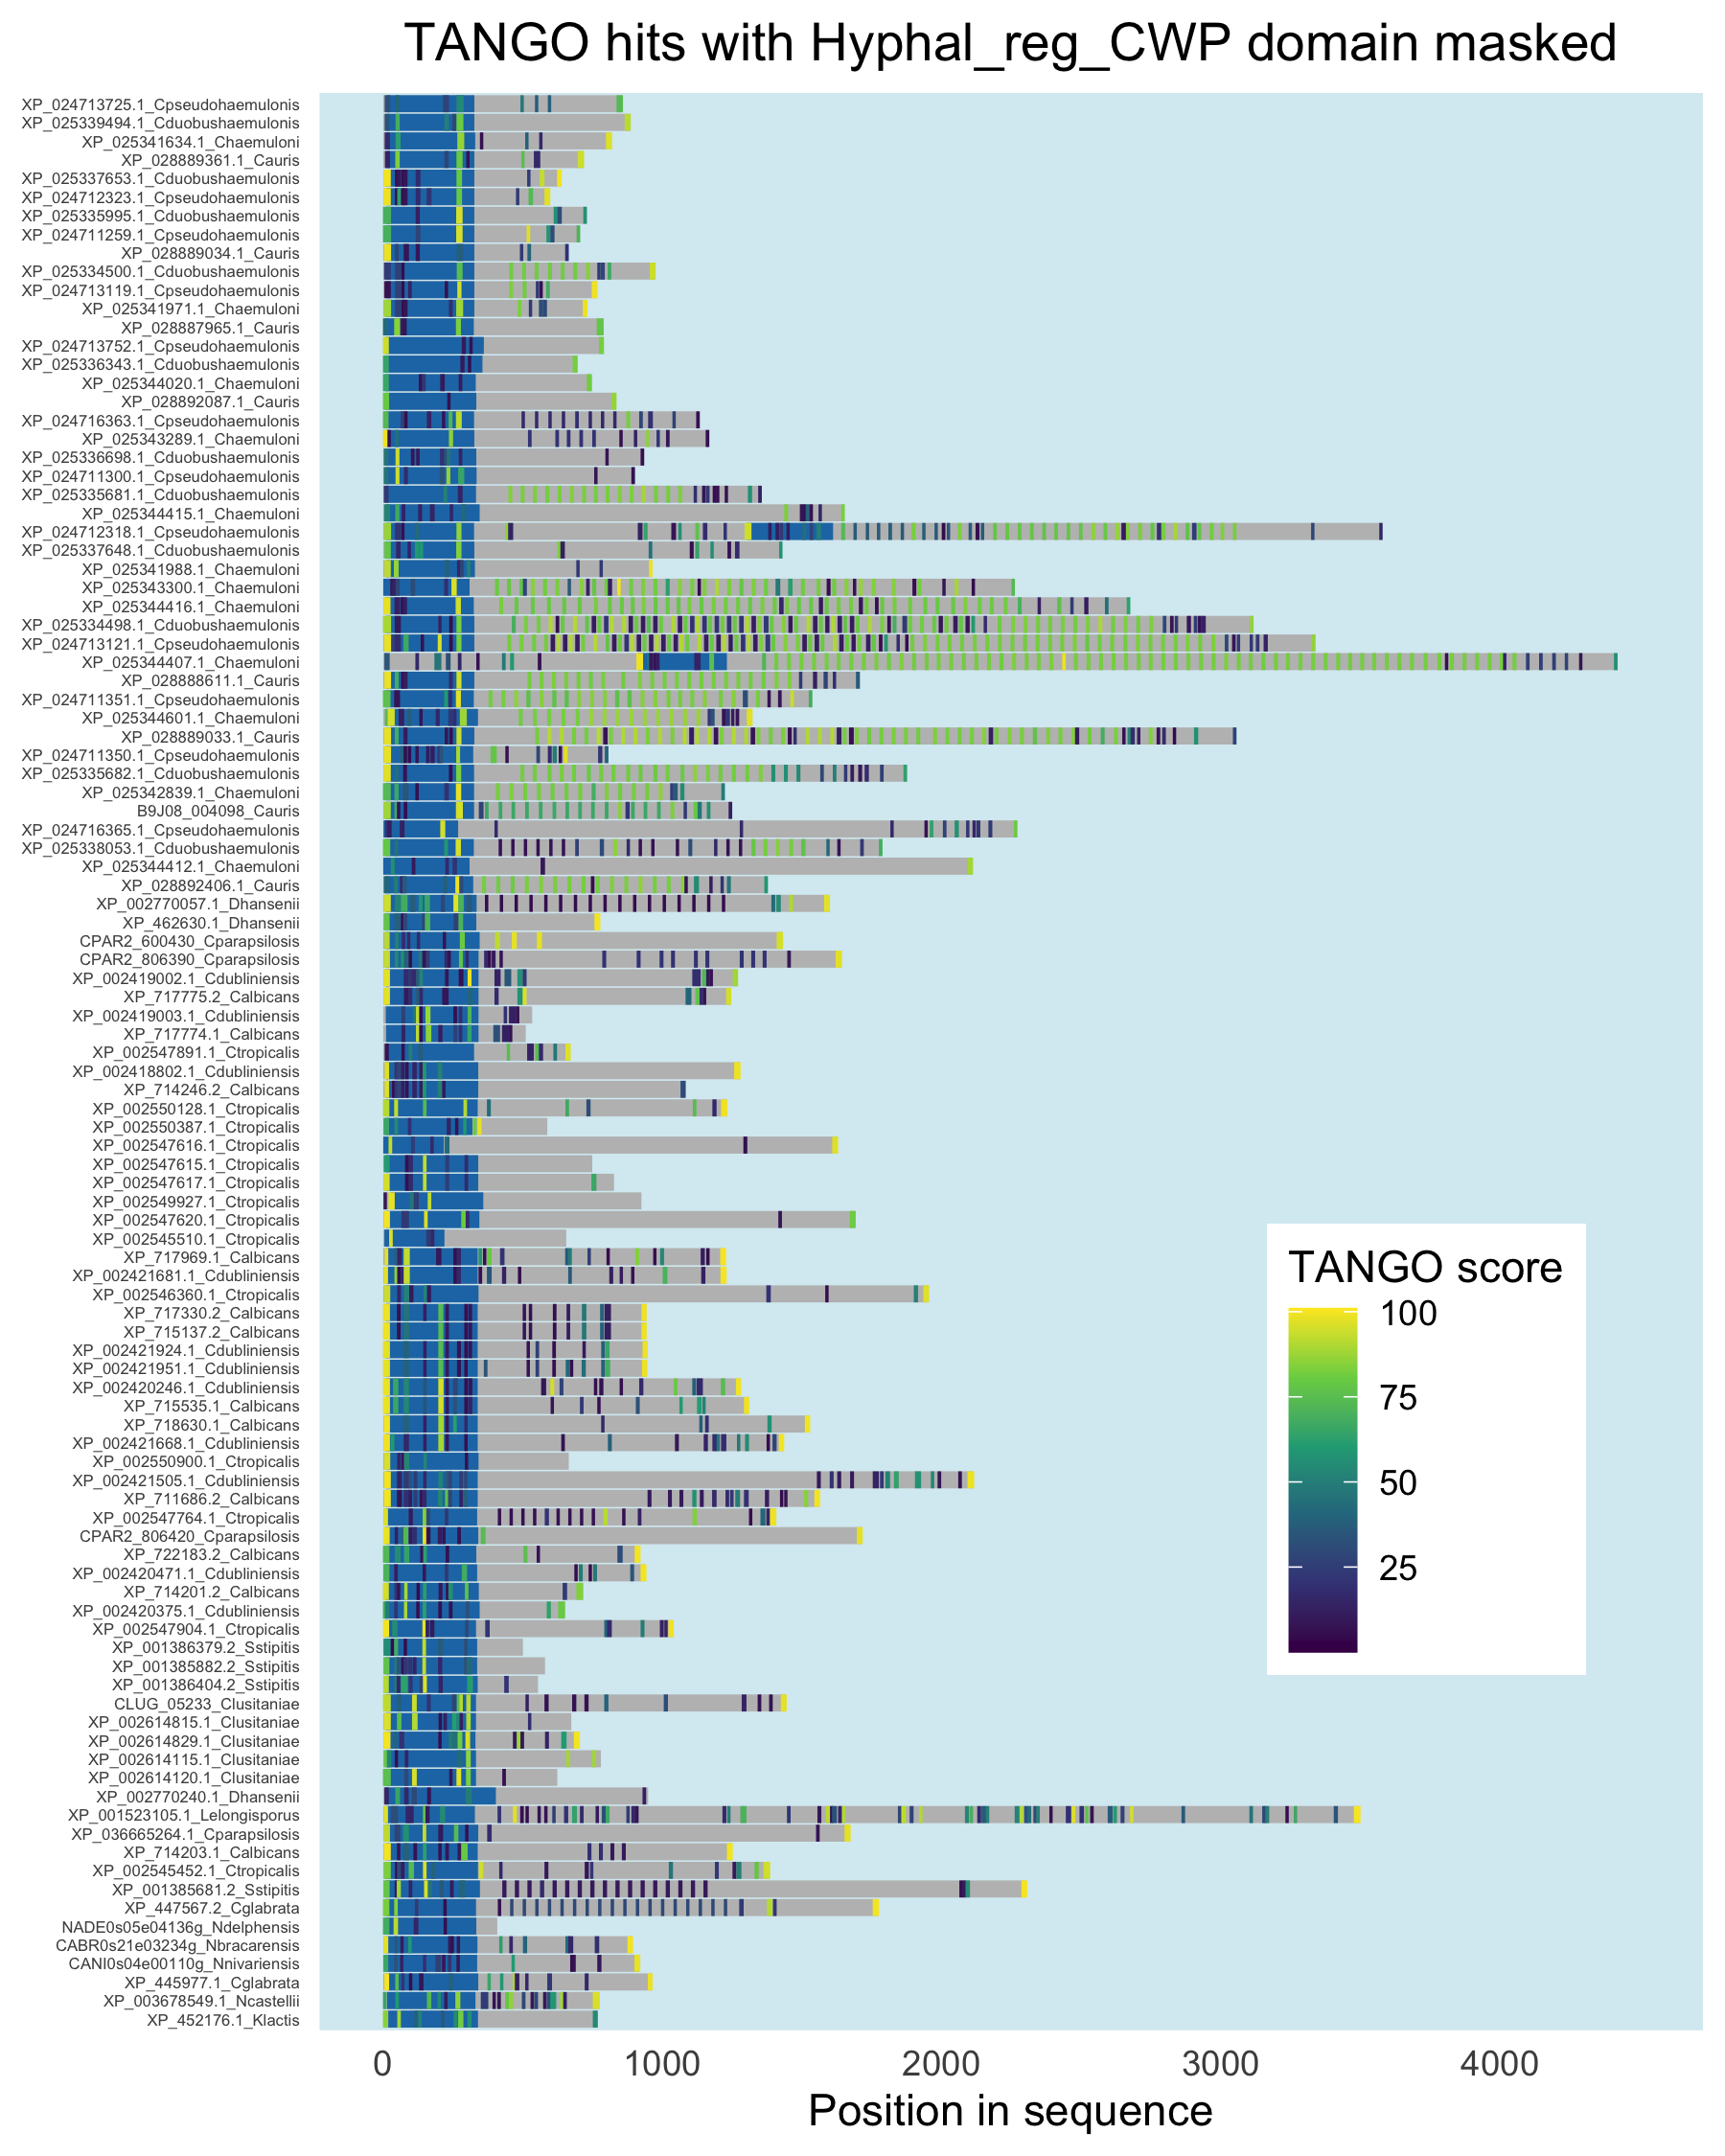 TANGO hits with Hyphal_reg_CWP domain masked
XP_024713725.1_Cpseudohaemulonis
XP_025339494.1_Cduobushaemulonis
XP_025341634.1_Chaemuloni
XP_028889361.1_Cauris
XP_025337653.1_Cduobushaemulonis
XP_024712323.1_Cpseudohaemulonis
XP_025335995.1_Cduobushaemulonis
XP_024711259.1_Cpseudohaemulonis
XP_028889034.1_Cauris
XP_025334500.1_Cduobushaemulonis
XP_024713119.1_Cpseudohaemulonis
XP_025341971.1_Chaemuloni
XP_028887965.1_Cauris
XP_024713752.1_Cpseudohaemulonis
XP_025336343.1_Cduobushaemulonis
XP_025344020.1_Chaemuloni
XP_028892087.1_Cauris
XP_024716363.1_Cpseudohaemulonis
XP_025343289.1_Chaemuloni
XP_025336698.1_Cduobushaemulonis
XP_024711300.1_Cpseudohaemulonis
XP_025335681.1_Cduobushaemulonis
XP_025344415.1_Chaemuloni
XP_024712318.1_Cpseudohaemulonis
XP_025337648.1_Cduobushaemulonis
XP_025341988.1_Chaemuloni
XP_025343300.1_Chaemuloni
XP_025344416.1_Chaemuloni
XP_025334498.1_Cduobushaemulonis
XP_024713121.1_Cpseudohaemulonis
XP_025344407.1_Chaemuloni
XP_028888611.1_Cauris
XP_024711351.1_Cpseudohaemulonis
XP_025344601.1_Chaemuloni
XP_028889033.1_Cauris
XP_024711350.1_Cpseudohaemulonis
XP_025335682.1_Cduobushaemulonis
XP_025342839.1_Chaemuloni
B9J08_004098_Cauris
XP_024716365.1_Cpseudohaemulonis
XP_025338053.1_Cduobushaemulonis
XP_025344412.1_Chaemuloni
XP_028892406.1_Cauris
XP_002770057.1_Dhansenii
XP_462630.1_Dhansenii
CPAR2_600430_Cparapsilosis
CPAR2_806390_Cparapsilosis
XP_002419002.1_Cdubliniensis
XP_717775.2_Calbicans
XP_002419003.1_Cdubliniensis
XP_717774.1_Calbicans
XP_002547891.1_Ctropicalis
XP_002418802.1_Cdubliniensis
XP_714246.2_Calbicans
XP_002550128.1_Ctropicalis
XP_002550387.1_Ctropicalis
XP_002547616.1_Ctropicalis
XP_002547615.1_Ctropicalis
XP_002547617.1_Ctropicalis
XP_002549927.1_Ctropicalis
XP_002547620.1_Ctropicalis
XP_002545510.1_Ctropicalis
XP_717969.1_Calbicans
XP_002421681.1_Cdubliniensis
XP_002546360.1_Ctropicalis
XP_717330.2_Calbicans
XP_715137.2_Calbicans
XP_002421924.1_Cdubliniensis
XP_002421951.1_Cdubliniensis
XP_002420246.1_Cdubliniensis
XP_715535.1_Calbicans
XP_718630.1_Calbicans
XP_002421668.1_Cdubliniensis
XP_002550900.1_Ctropicalis
XP_002421505.1_Cdubliniensis
XP_711686.2_Calbicans
XP_002547764.1_Ctropicalis
CPAR2_806420_Cparapsilosis
XP_722183.2_Calbicans
XP_002420471.1_Cdubliniensis
XP_714201.2_Calbicans
XP_002420375.1_Cdubliniensis
XP_002547904.1_Ctropicalis
XP_001386379.2_Sstipitis
XP_001385882.2_Sstipitis
XP_001386404.2_Sstipitis
CLUG_05233_Clusitaniae
XP_002614815.1_Clusitaniae
XP_002614829.1_Clusitaniae
XP_002614115.1_Clusitaniae
XP_002614120.1_Clusitaniae
XP_002770240.1_Dhansenii
XP_001523105.1_Lelongisporus
XP_036665264.1_Cparapsilosis
XP_714203.1_Calbicans
XP_002545452.1_Ctropicalis
XP_001385681.2_Sstipitis
XP_447567.2_Cglabrata
NADE0s05e04136g_Ndelphensis
CABR0s21e03234g_Nbracarensis
CANI0s04e00110g_Nnivariensis
XP_445977.1_Cglabrata
XP_003678549.1_Ncastellii
XP_452176.1_Klactis
TANGO score
100
75
50
25
0 1000 2000 3000 4000
Position in sequence